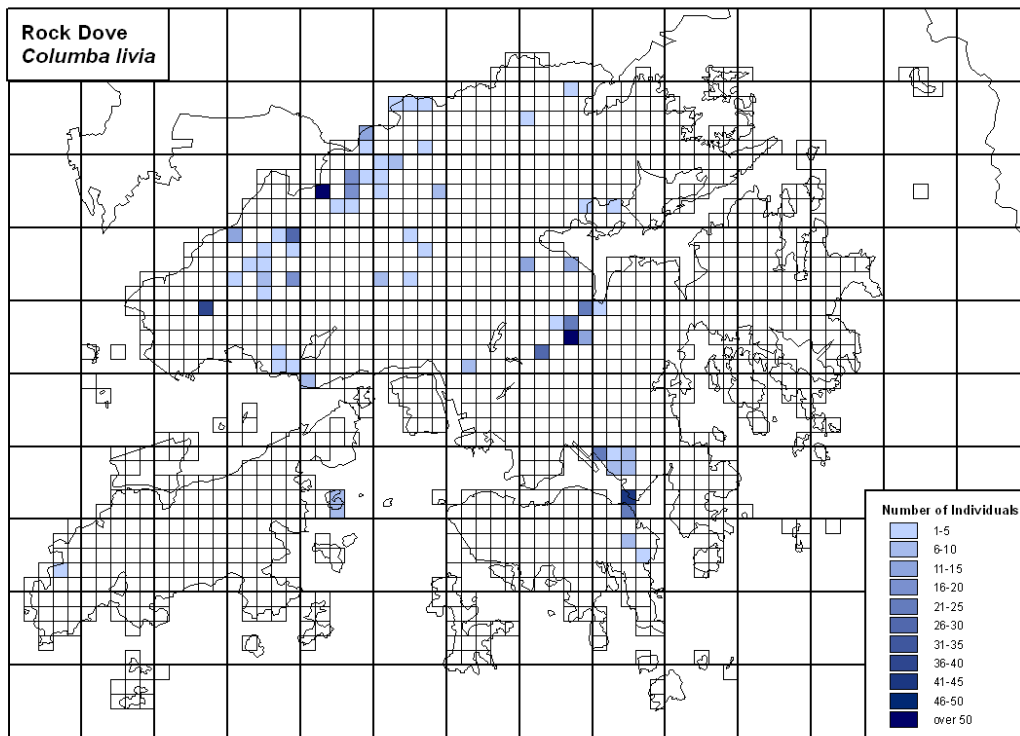 Rock Dove
Columba livia
Number of Individuals
1-5
6-10
11-15
16-20
21-25
26-30
31-35
36-40
41-45
46-50
over 50